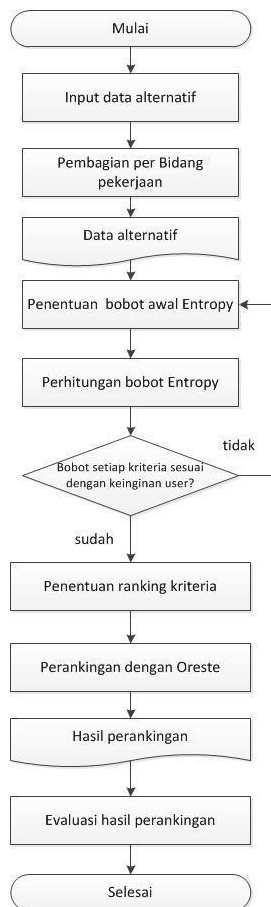 Mulai
Input data alternatif
Pembagian per Bidang
pekerjaan
Data alternatif
Penentuan bobot awal Entropy
Perhitungan bobot Entropy
tidak
Bobot setiap kriteria sesuai
dengan keinginan user?
sudah
Penentuan ranking kriteria
Perankingan dengan Oreste
Hasil perankingan
Evaluasi hasil perankingan
Selesai